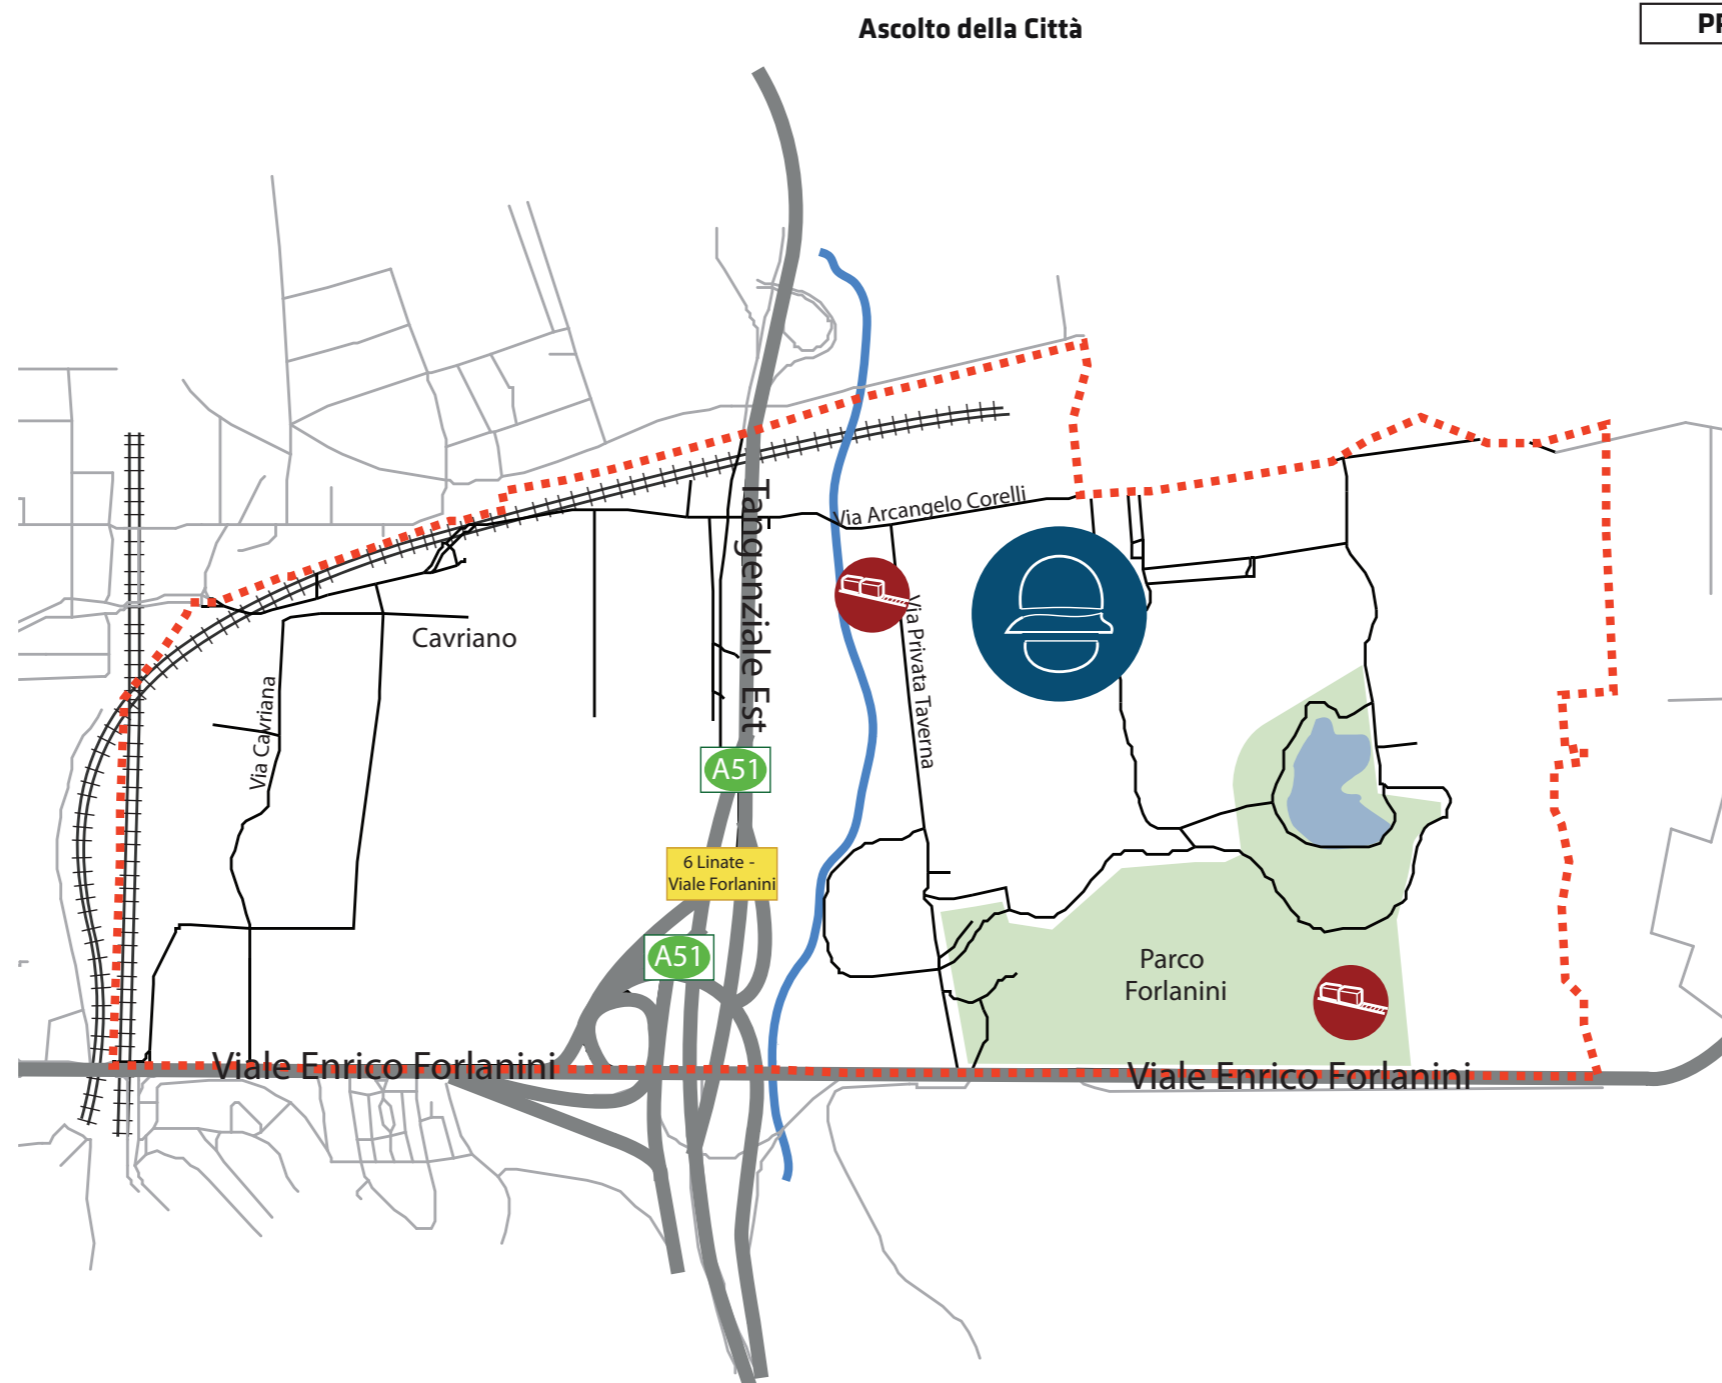 Ascolto della Città
Via Arcangelo Corelli
Tangenziale Est
Via Privata Taverna
Cavriano
Via Cavriana
A51
6 Linate -
Viale Forlanini
A51
Parco
Forlanini
Viale Enrico Forlanini
Viale Enrico Forlanini